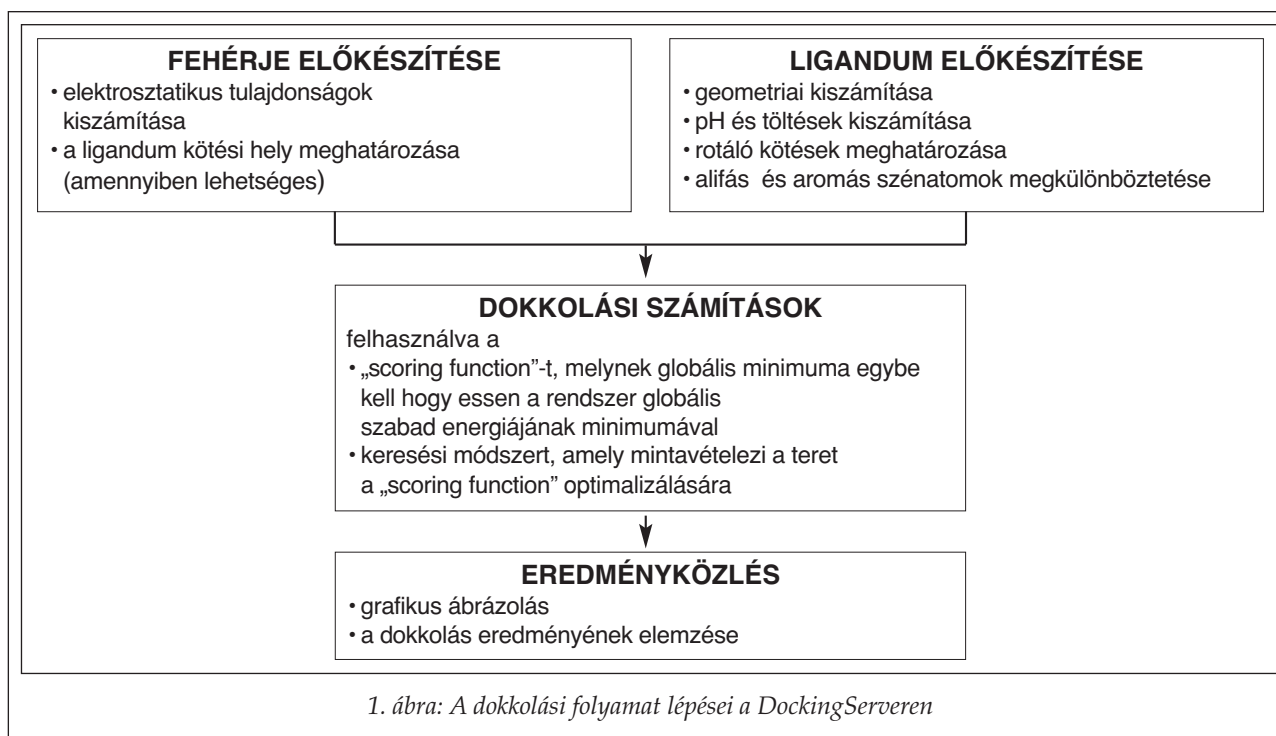 FEHÉRJE ELŐKÉSZÍTÉSE
• elektrosztatikus tulajdonságok
kiszámítása
• a ligandum kötési hely meghatározása
(amennyiben lehetséges)
LIGANDUM ELŐKÉSZÍTÉSE
• geometriai kiszámítása
• pH és töltések kiszámítása
• rotáló kötések meghatározása
• alifás és aromás szénatomok megkülönböztetése
DOKKOLÁSI SZÁMÍTÁSOK
felhasználva a
• „scoring function”-t, melynek globális minimuma egybe
kell hogy essen a rendszer globális
szabad energiájának minimumával
• keresési módszert, amely mintavételezi a teret
a „scoring function” optimalizálására
EREDMÉNYKÖZLÉS
• grafikus ábrázolás
• a dokkolás eredményének elemzése
1. ábra: A dokkolási folyamat lépései a DockingServeren